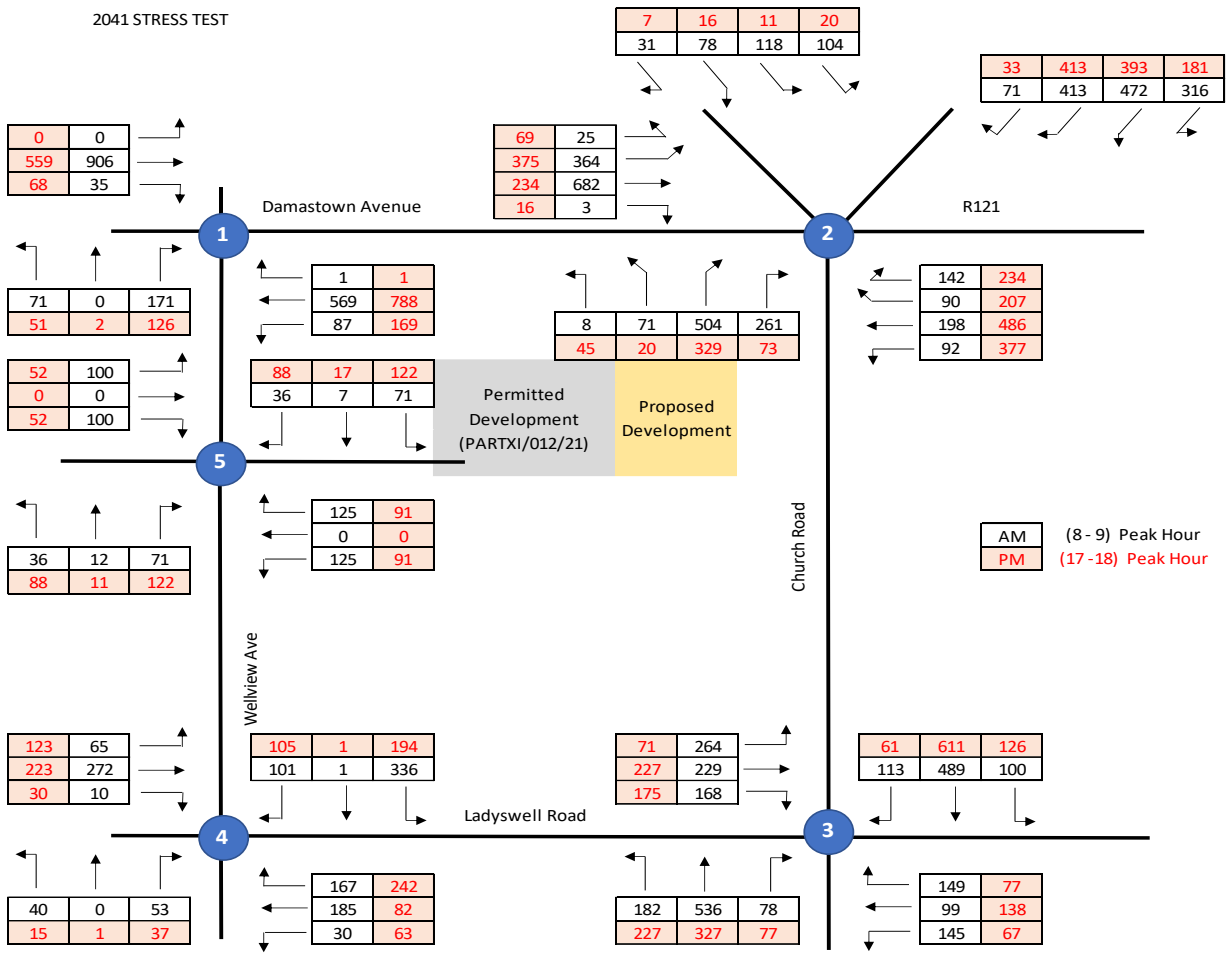 2041 STRESS TEST
7 16 11 20
31 78 118 104
33 413 393 181
71 413 472 316
0 0
559 906
68 35
69 25
375 364
234 682
16 3
Damastown Avenue
R121
1
2
71 0 171
51 2 126
1 1
569 788
87 169
8 71 504 261
45 20 329 73
142 234
90 207
198 486
92 377
52 100
0 0
52 100
88 17 122
36 7 71
Permitted
Development
(PARTXI/012/21)
Proposed
Development
5
36 12 71
88 11 122
125 91
0 0
125 91
Church Road
AM (8 - 9) Peak Hour
PM (17 -18) Peak Hour
Wellview Ave
123 65
223 272
30 10
105 1 194
101 1 336
71 264
227 229
175 168
61 611 126
113 489 100
Ladyswell Road
4
3
40 0 53
15 1 37
167 242
185 82
30 63
182 536 78
227 327 77
149 77
99 138
145 67